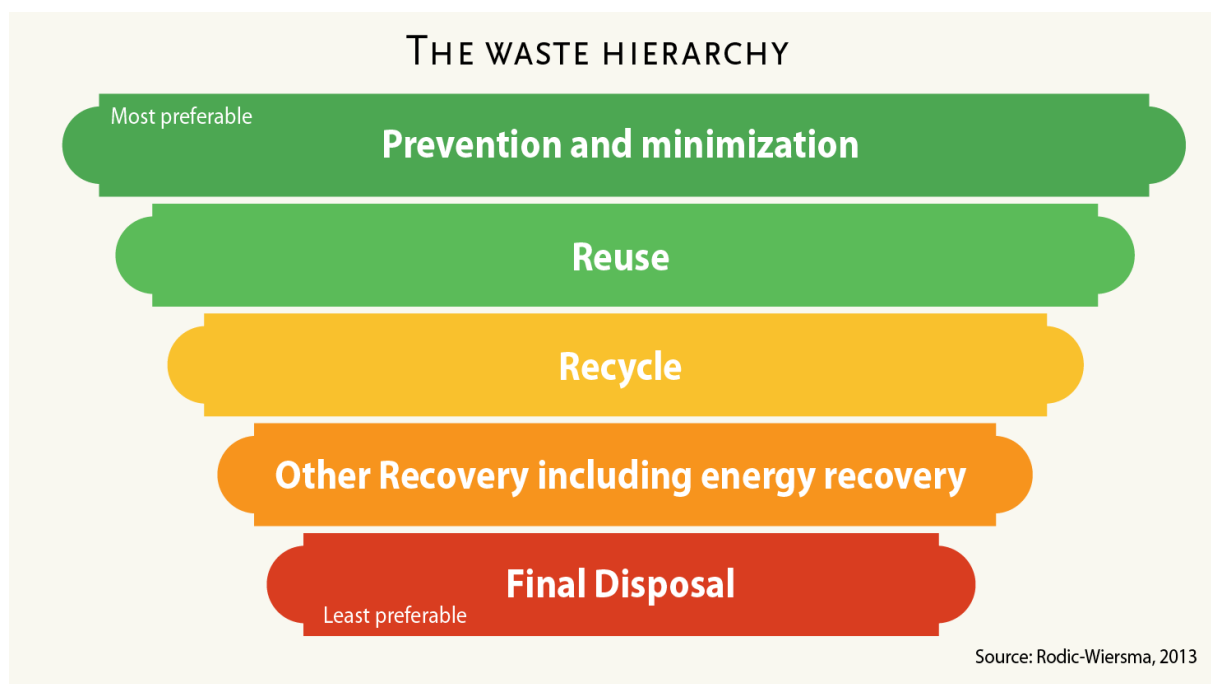 THE WASTE HIERARCHY
Most preferable
Prevention and minimization
Reuse
Recycle
Other Recovery including energy recovery
Final Disposal
Least preferable
Source: Rodic-Wiersma, 2013